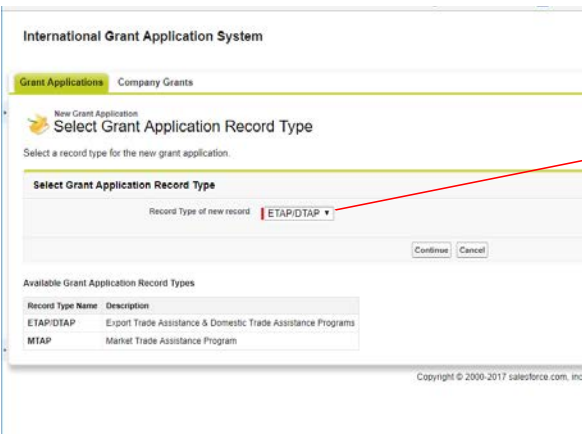 International Grant Application System
Grant Applications Company Grants
New Grant Application
Select Grant Application Record Type
Select a record type for the new grant application.
Select Grant Application Record Type
Record Type of new record ETAP/DTAP
Continue Cancel
Available Grant Application Record Types
Record Type Name Description
ETAP/DTAP Export Trade Assistance & Domestic Trade Assistance Programs
MTAP Market Trade Assistance Program
Copyright © 2000-2017 salesforce.com, inc